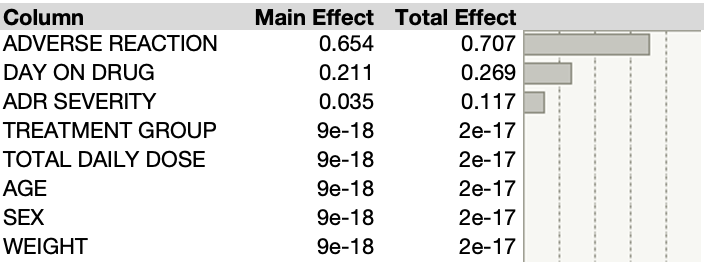 Column Main Effect Total Effect
ADVERSE REACTION 0.654 0.707
DAY ON DRUG 0.211 0.269
ADR SEVERITY 0.035 0.117
TREATMENT GROUP 9e-18 2e-17
TOTAL DAILY DOSE 9e-18 2e-17
AGE 9e-18 2e-17
SEX 9e-18 2e-17
WEIGHT 9e-18 2e-17